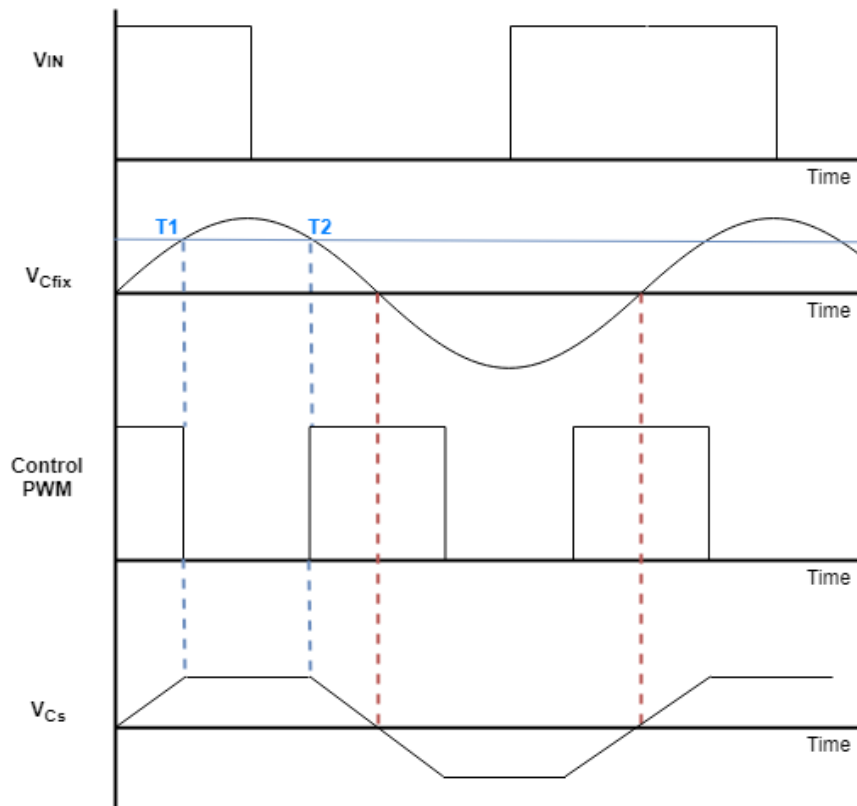 VIN
Time
T1 T2
VCfix
Time
Control
PWM
Time
VCs
Time